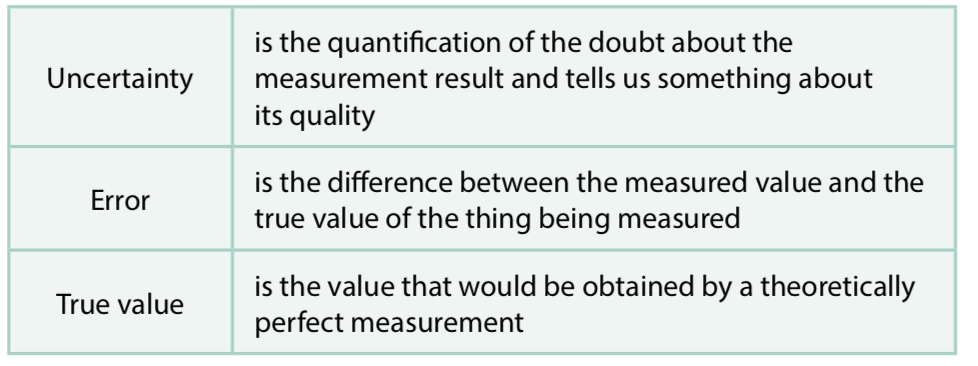 Uncertainty
is the quantification of the doubt about the
measurement result and tells us something about
its quality
Error
is the difference between the measured value and the
true value of the thing being measured
True value
is the value that would be obtained by a theoretically
perfect measurement